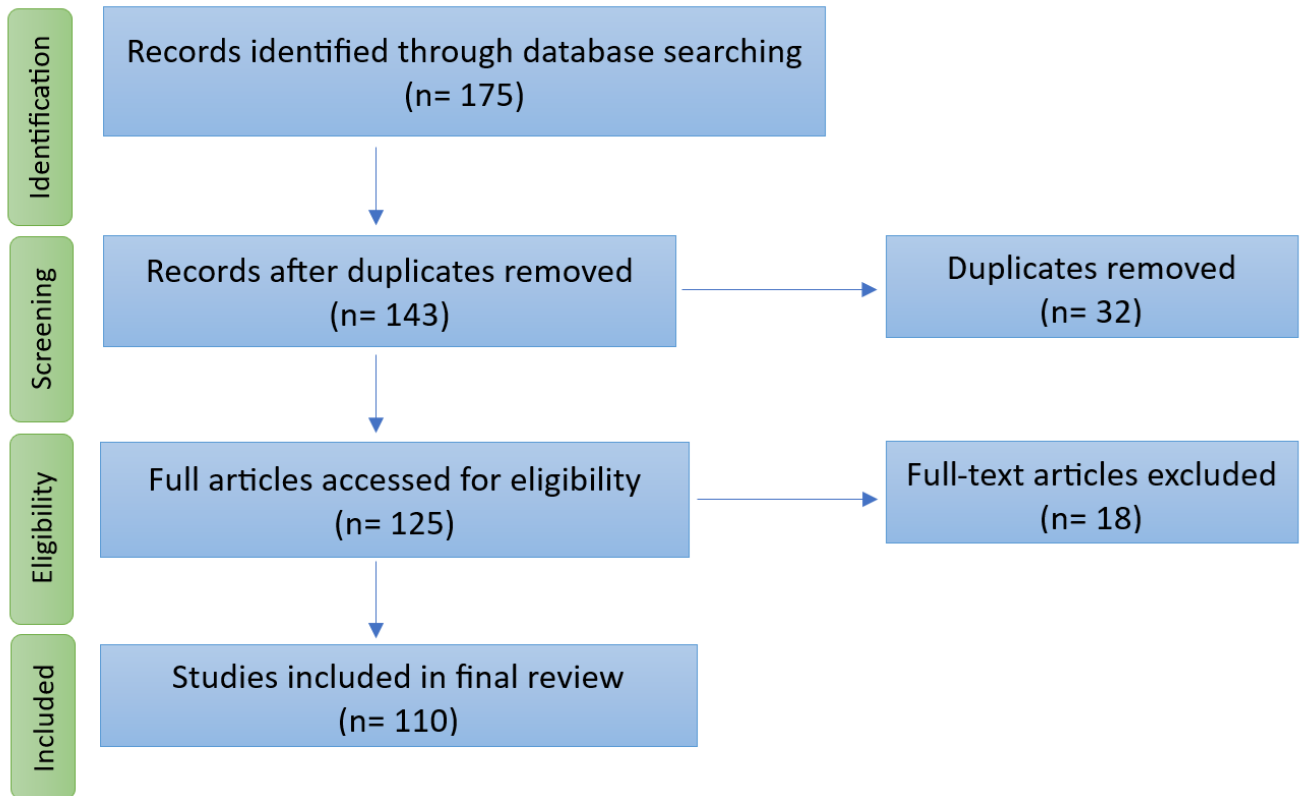 Identification
Records identified through database searching
(n= 175)
Screening
Records after duplicates removed
(n= 143)
Duplicates removed
(n= 32)
Eligibility
Full articles accessed for eligibility
(n= 125)
Full-text articles excluded
(n= 18)
Included
Studies included in final review
(n= 110)